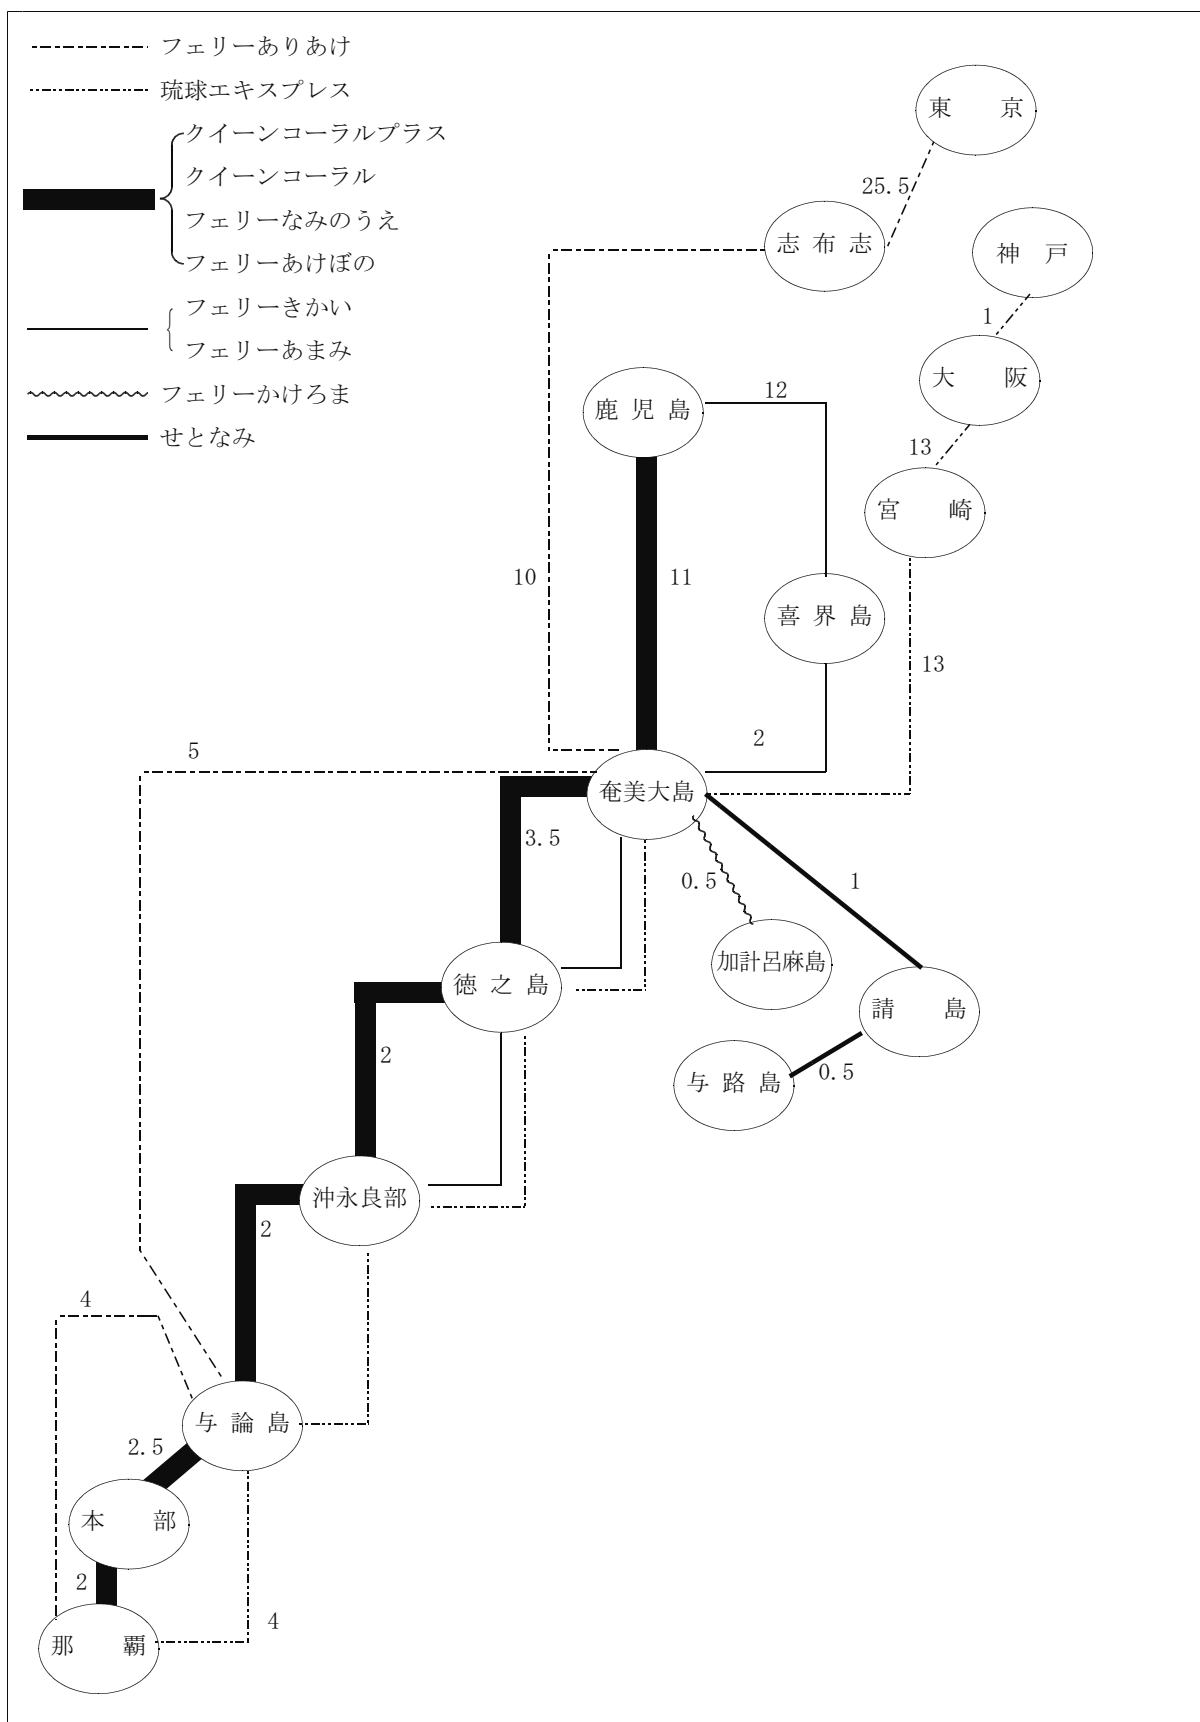 フェリーありあけ
琉球エキスプレス
クイーンコーラルプラス
クイーンコーラル
フェリーなみのうえ
フェリーあけぼの
フェリーきかい
フェリーあまみ
フェリーかけろま
せとなみ
東京
25.5
志布志
神戸
1
大阪
13
宮崎
鹿児島
12
10
11
喜界島
13
2
5
奄美大島
3.5
0.5
1
加計呂麻島
徳之島
請島
2
0.5
与路島
沖永良部
2
4
与論島
2.5
本部
2
4
那覇